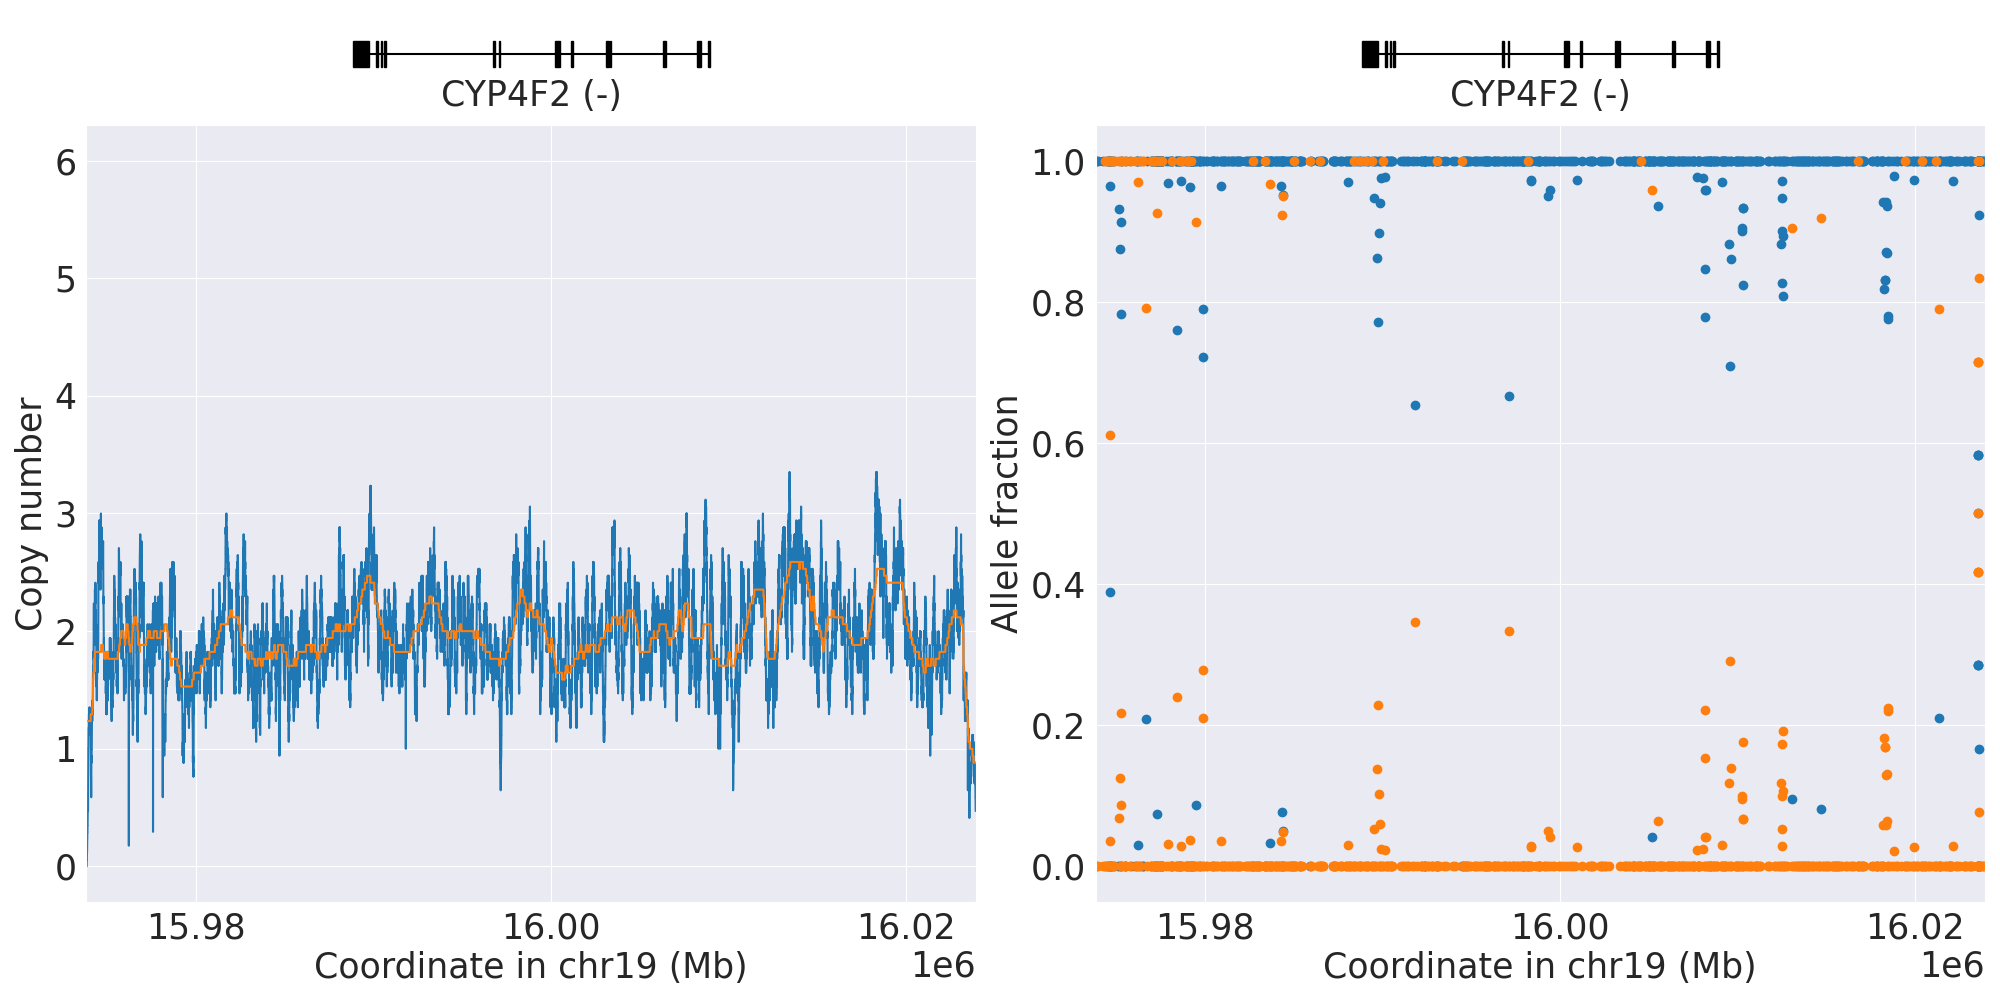 CYP4F2 (-)
6
5
4
3
2
1
0
Copy number
15.98
16.00
16.02
Coordinate in chr19 (Mb)
1e6
CYP4F2 (-)
1.0
0.8
0.6
0.4
0.2
0.0
Allele fraction
15.98
16.00
16.02
Coordinate in chr19 (Mb)
1e6